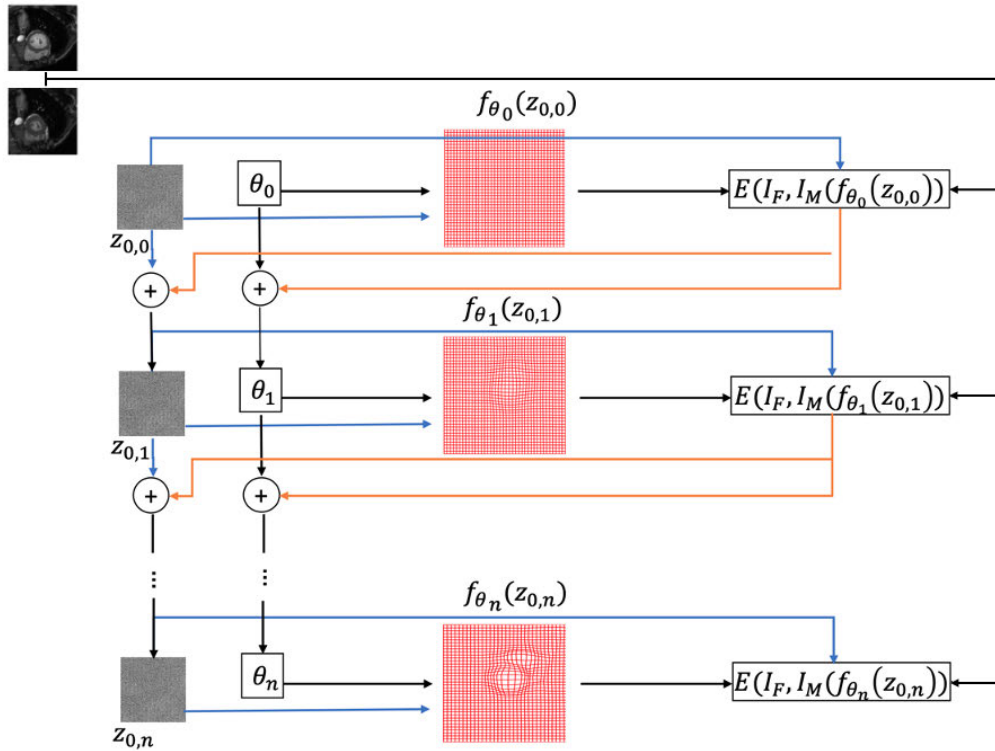 f_{θ_0}(z_{0,0})
θ_0
E(I_F, I_M(f_{θ_0}(z_{0,0}))
z_{0,0}
+ +
f_{θ_1}(z_{0,1})
θ_1
E(I_F, I_M(f_{θ_1}(z_{0,1}))
z_{0,1}
+ +
... ...
f_{θ_n}(z_{0,n})
θ_n
E(I_F, I_M(f_{θ_n}(z_{0,n}))
z_{0,n}